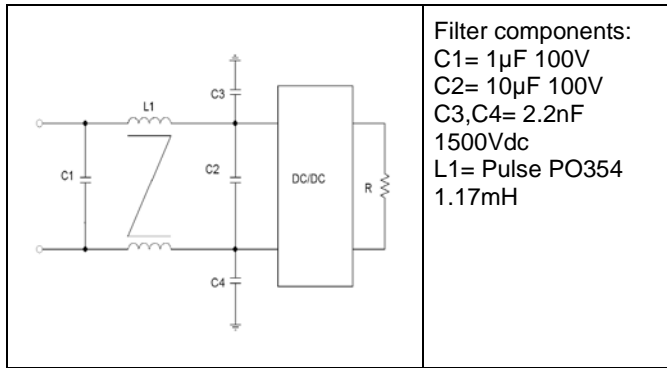 C3
L1
C1
C2
DC/DC
R
C4
Filter components:
C1= 1µF 100V
C2= 10µF 100V
C3,C4= 2.2nF
1500Vdc
L1= Pulse PO354
1.17mH